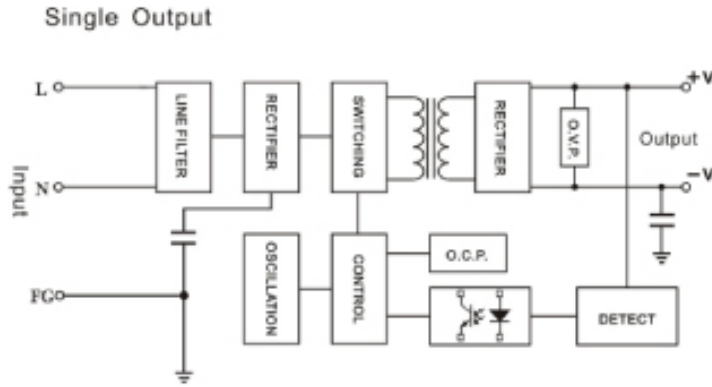 Single Output
L
+V
LINE FILTER
RECTIFIER
SWITCHING
RECTIFIER
O.V.P.
Output
Input
N
-V
OSCILLATION
CONTROL
O.C.P.
FG
DETECT